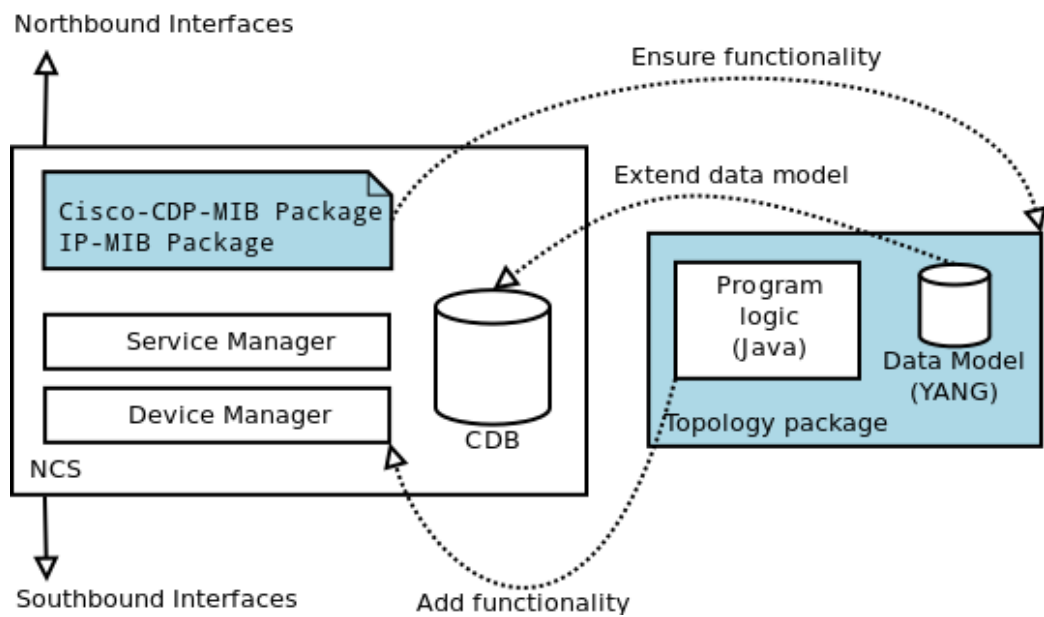 Northbound Interfaces
Ensure functionality
Extend data model
Cisco-CDP-MIB Package
IP-MIB Package
Service Manager
Device Manager
NCS
CDB
Program
logic
(Java)
Data Model
(YANG)
Topology package
Southbound Interfaces
Add functionality